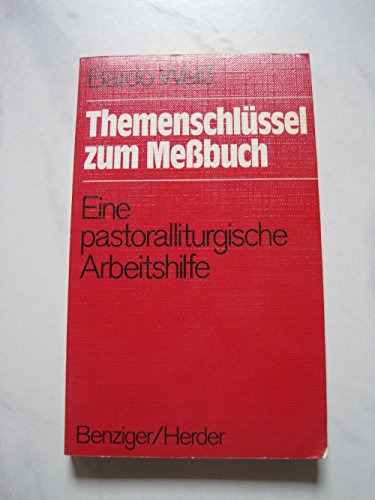 Bardo Weiß
Themenschlüssel
zum Meßbuch
Eine
pastoralliturgische
Arbeitshilfe
Benziger/Herder